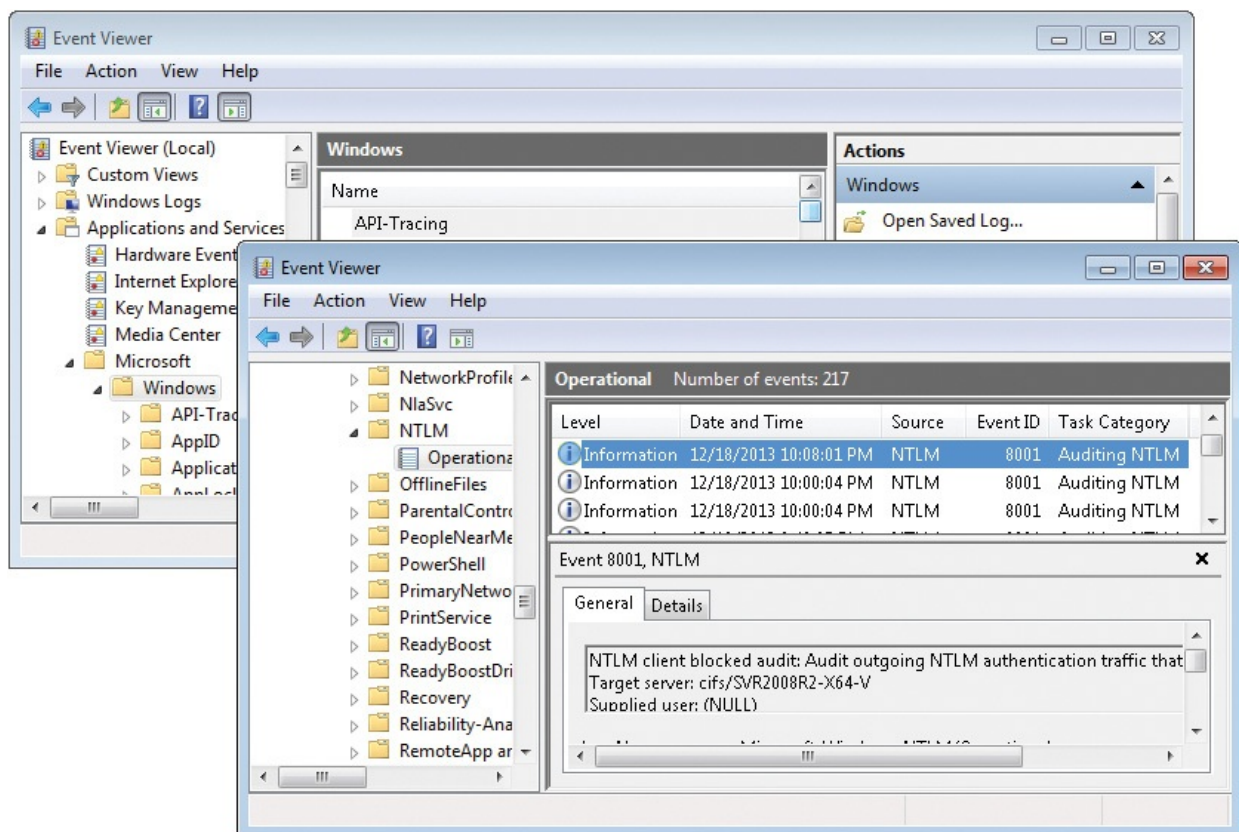 Event Viewer
File Action View Help
Event Viewer (Local)
Custom Views
Windows Logs
Applications and Services
Hardware Event
Internet Explore
Key Manageme
Media Center
Microsoft
Windows
API-Trac
AppID
Applicat
Windows
Name
API-Tracing
Actions
Windows
Open Saved Log...
Event Viewer
File Action View Help
NetworkProfile
NlaSvc
NTLM
Operationa
OfflineFiles
ParentalContro
PeopleNearMe
PowerShell
PrimaryNetwo
PrintService
ReadyBoost
ReadyBoostDri
Recovery
Reliability-Ana
RemoteApp ar
Operational Number of events: 217
Level Date and Time Source Event ID Task Category
Information 12/18/2013 10:08:01 PM NTLM 8001 Auditing NTLM
Information 12/18/2013 10:00:04 PM NTLM 8001 Auditing NTLM
Information 12/18/2013 10:00:04 PM NTLM 8001 Auditing NTLM
Event 8001, NTLM
General Details
NTLM client blocked audit: Audit outgoing NTLM authentication traffic that
Target server: cifs/SVR2008R2-X64-V
Supplied user: (NULL)